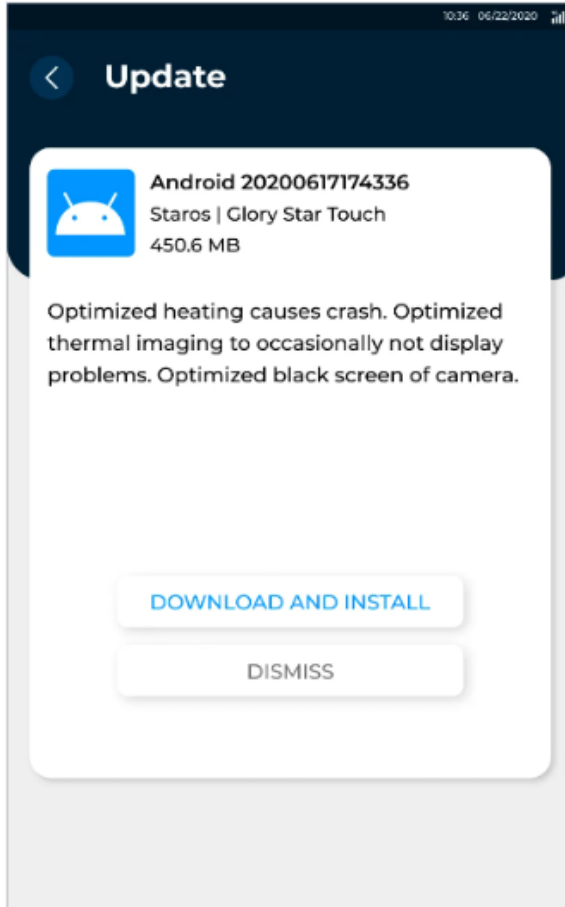 10:36 06/22/2020
Update
Android 20200617174336
Staros | Glory Star Touch
450.6 MB
Optimized heating causes crash. Optimized
thermal imaging to occasionally not display
problems. Optimized black screen of camera.
DOWNLOAD AND INSTALL
DISMISS